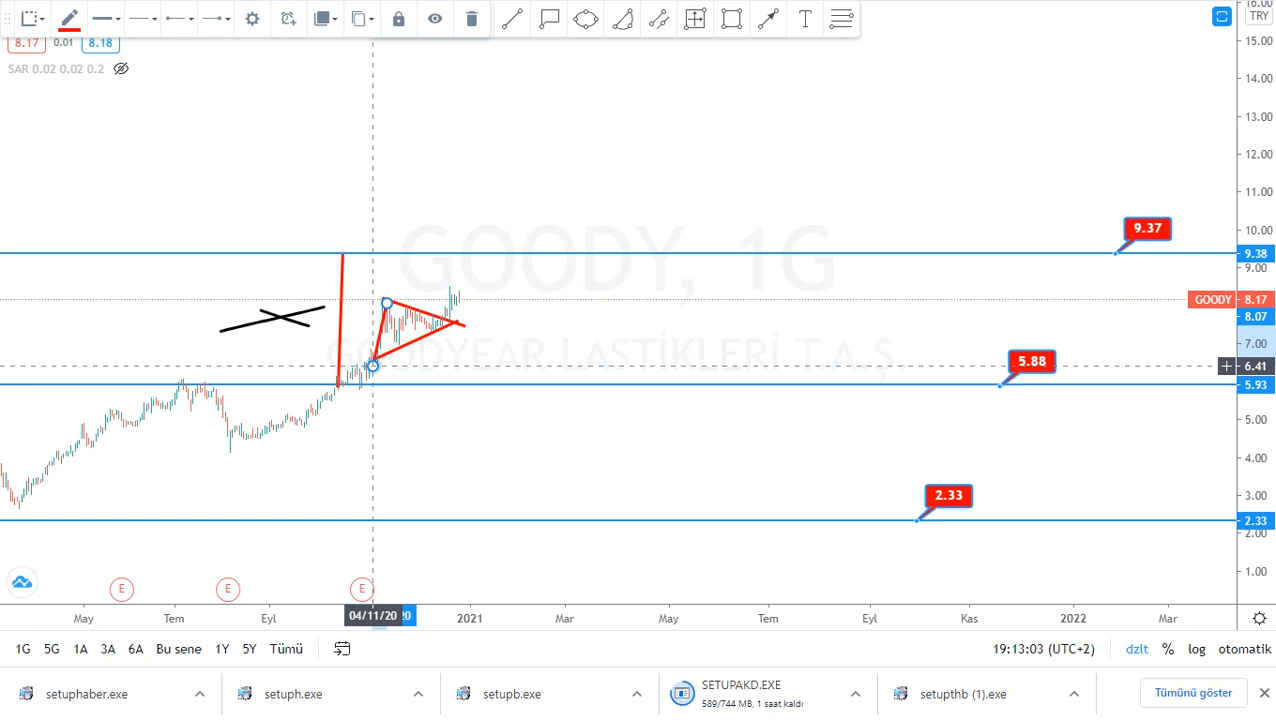 16.00
TRY
8.17 0.01 8.18
15.00
SAR 0.02 0.02 0.2
14.00
13.00
12.00
11.00
10.00
9.37
GOODY, 1G
9.38
9.00
GOODY 8.17
8.07
GOODYEAR LASTİKLERİ T.A.Ş
7.00
5.88
6.41
5.93
5.00
4.00
3.00
2.33
2.33
2.00
1.00
E E E
04/11/20 20
May Tem Eyl 2021 Mar May Tem Eyl Kas 2022 Mar
1G 5G 1A 3A 6A Bu sene 1Y 5Y Tümü 19:13:03 (UTC+2) dzlt % log otomatik
setuphaber.exe setuph.exe setupb.exe SETUPAKD.EXE setupthb (1).exe Tümünü göster
589/744 MB, 1 saat kaldı